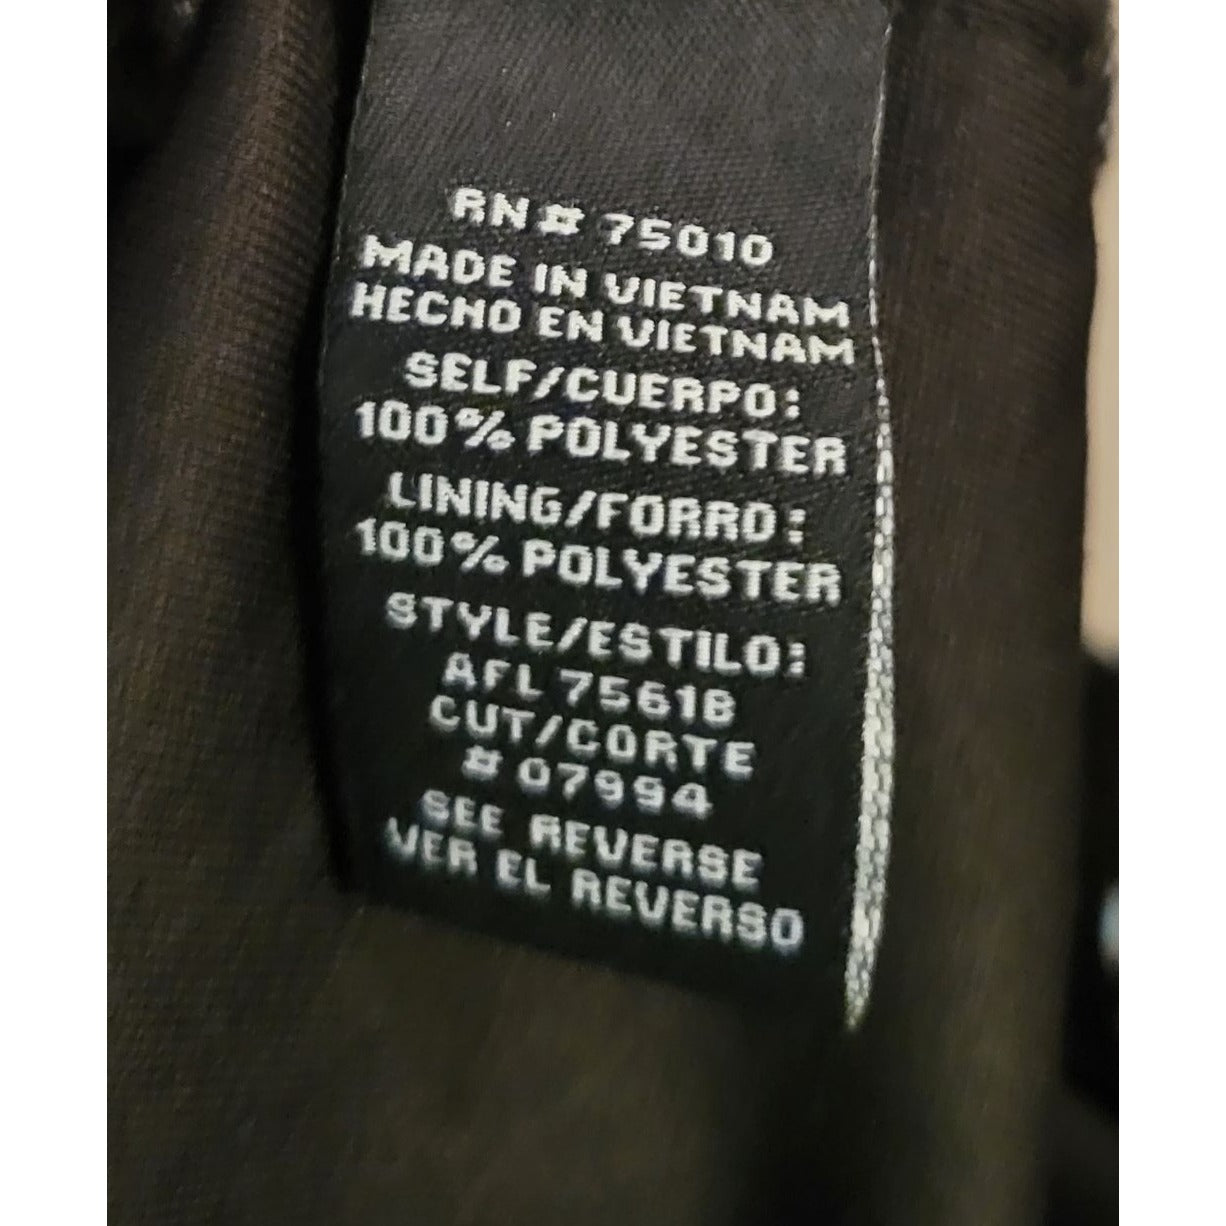 RN# 75010
MADE IN VIETNAM
HECHO EN VIETNAM
SELF/CUERPO:
100% POLYESTER
LINING/FORRO:
100% POLYESTER
STYLE/ESTILO:
AFL 7561B
CUT/CORTE
# 07994
SEE REVERSE
VER EL REVERSO